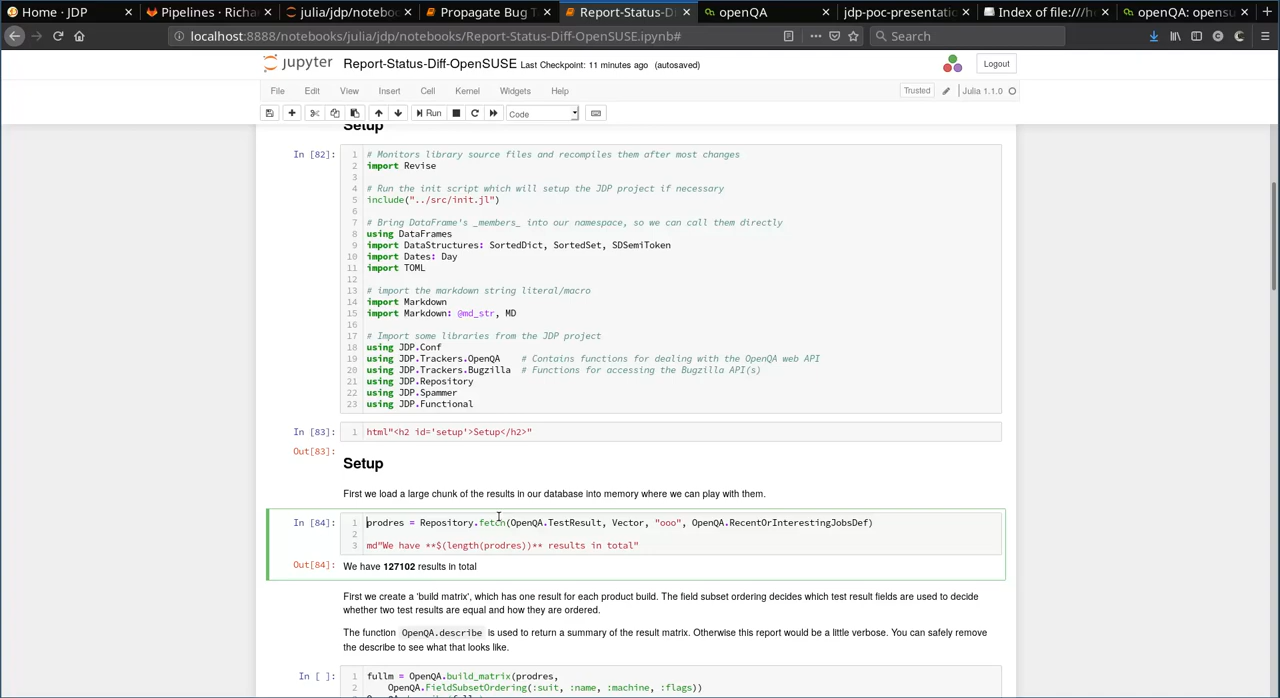 Home · JDP
Pipelines · Richa
julia/jdp/notebo
Propagate Bug T
Report-Status-Di
openQA
jdp-poc-presentati
Index of file:///h
openQA: opensu
localhost:8888/notebooks/julia/jdp/notebooks/Report-Status-Diff-OpenSUSE.ipynb#
Search
jupyter
Report-Status-Diff-OpenSUSE Last Checkpoint: 11 minutes ago (autosaved)
Logout
File Edit View Insert Cell Kernel Widgets Help
Trusted
Julia 1.1.0
Run
Code
Setup
In [82]:
1 # Monitors library source files and recompiles them after most changes
2 import Revise
3
4 # Run the init script which will setup the JDP project if necessary
5 include("../src/init.jl")
6
7 # Bring DataFrame's _members_ into our namespace, so we can call them directly
8 using DataFrames
9 import DataStructures: SortedDict, SortedSet, SDSemiToken
10 import Dates: Day
11 import TOML
12
13 # import the markdown string literal/macro
14 import Markdown
15 import Markdown: @md_str, MD
16
17 # Import some libraries from the JDP project
18 using JDP.Conf
19 using JDP.Trackers.OpenQA # Contains functions for dealing with the OpenQA web API
20 using JDP.Trackers.Bugzilla # Functions for accessing the Bugzilla API(s)
21 using JDP.Repository
22 using JDP.Spammer
23 using JDP.Functional
In [83]:
1 html"<h2 id='setup'>Setup</h2>"
Out[83]:
Setup
First we load a large chunk of the results in our database into memory where we can play with them.
In [84]:
1 prodres = Repository.fetch(OpenQA.TestResult, Vector, "ooo", OpenQA.RecentOrInterestingJobsDef)
2
3 md"We have **$(length(prodres))** results in total"
Out[84]: We have 127102 results in total
First we create a 'build matrix', which has one result for each product build. The field subset ordering decides which test result fields are used to decide
whether two test results are equal and how they are ordered.
The function OpenQA.describe is used to return a summary of the result matrix. Otherwise this report would be a little verbose. You can safely remove
the describe to see what that looks like.
In [ ]:
1 fullm = OpenQA.build_matrix(prodres,
2 OpenQA.FieldSubsetOrdering(:suit, :name, :machine, :flags))